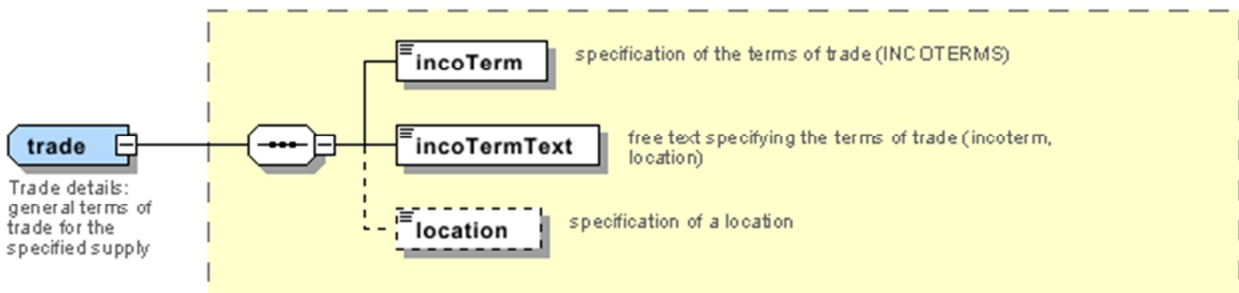 incoTerm
specification of the terms of trade (INCOTERMS)
trade
incoTermText
free text specifying the terms of trade (incoterm,
location)
Trade details:
general terms of
trade for the
specified supply
location
specification of a location